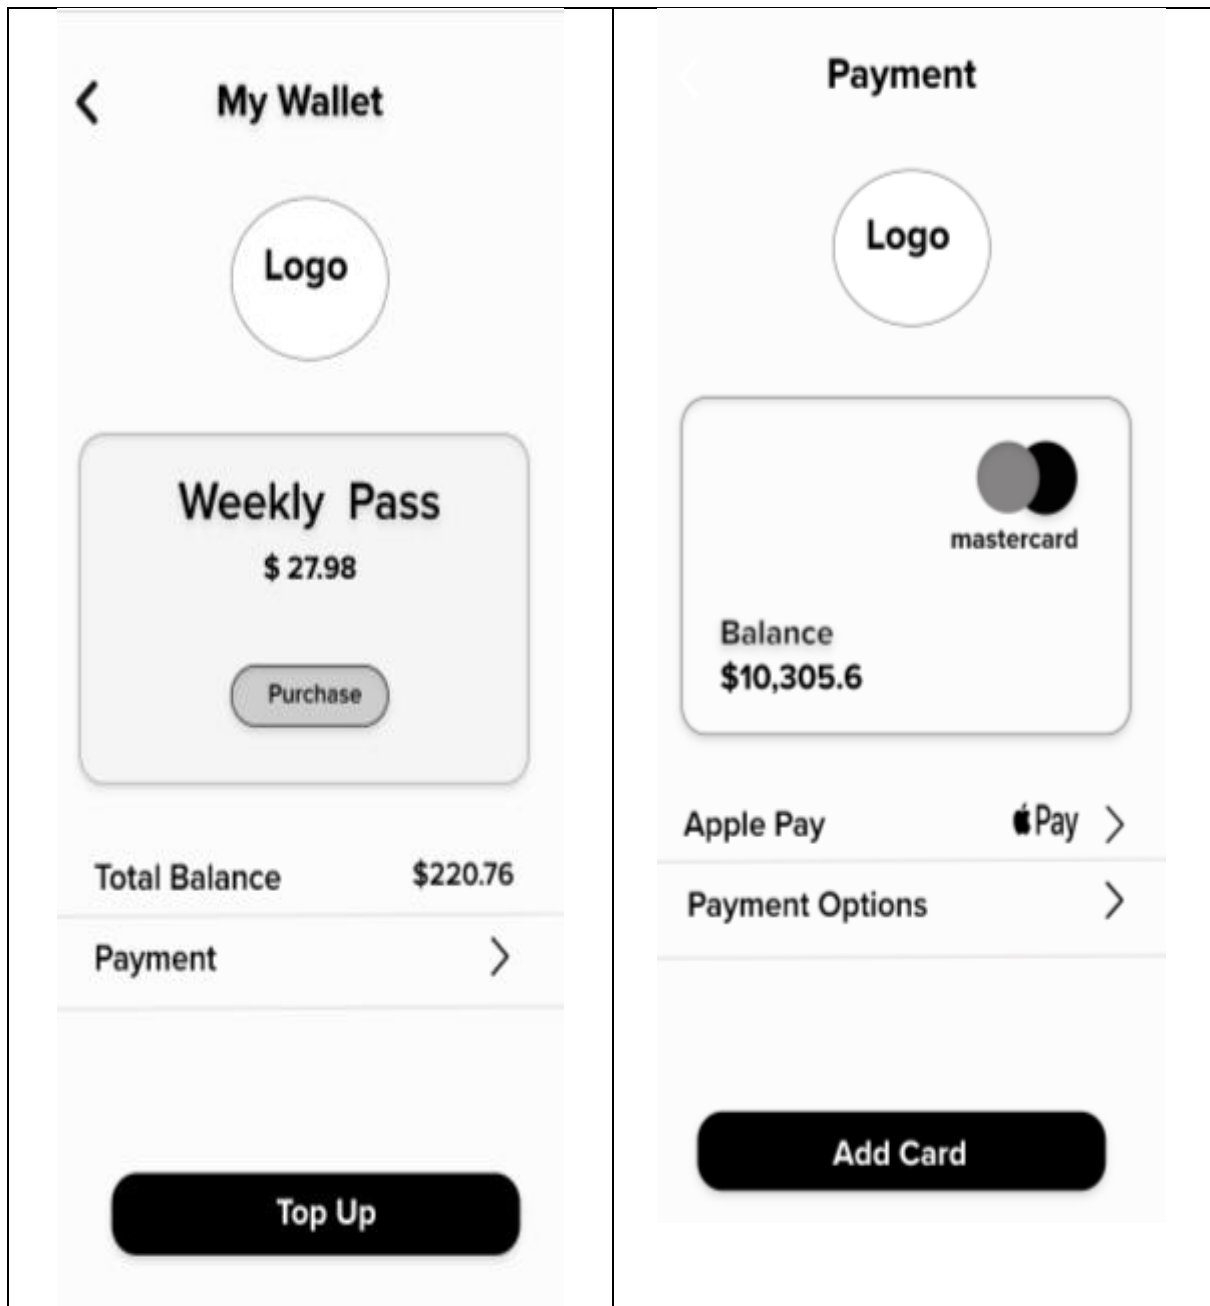 My Wallet
Logo
Weekly Pass
$ 27.98
Purchase
Total Balance $220.76
Payment
Top Up
Payment
Logo
mastercard
Balance
$10,305.6
Apple Pay Pay
Payment Options
Add Card